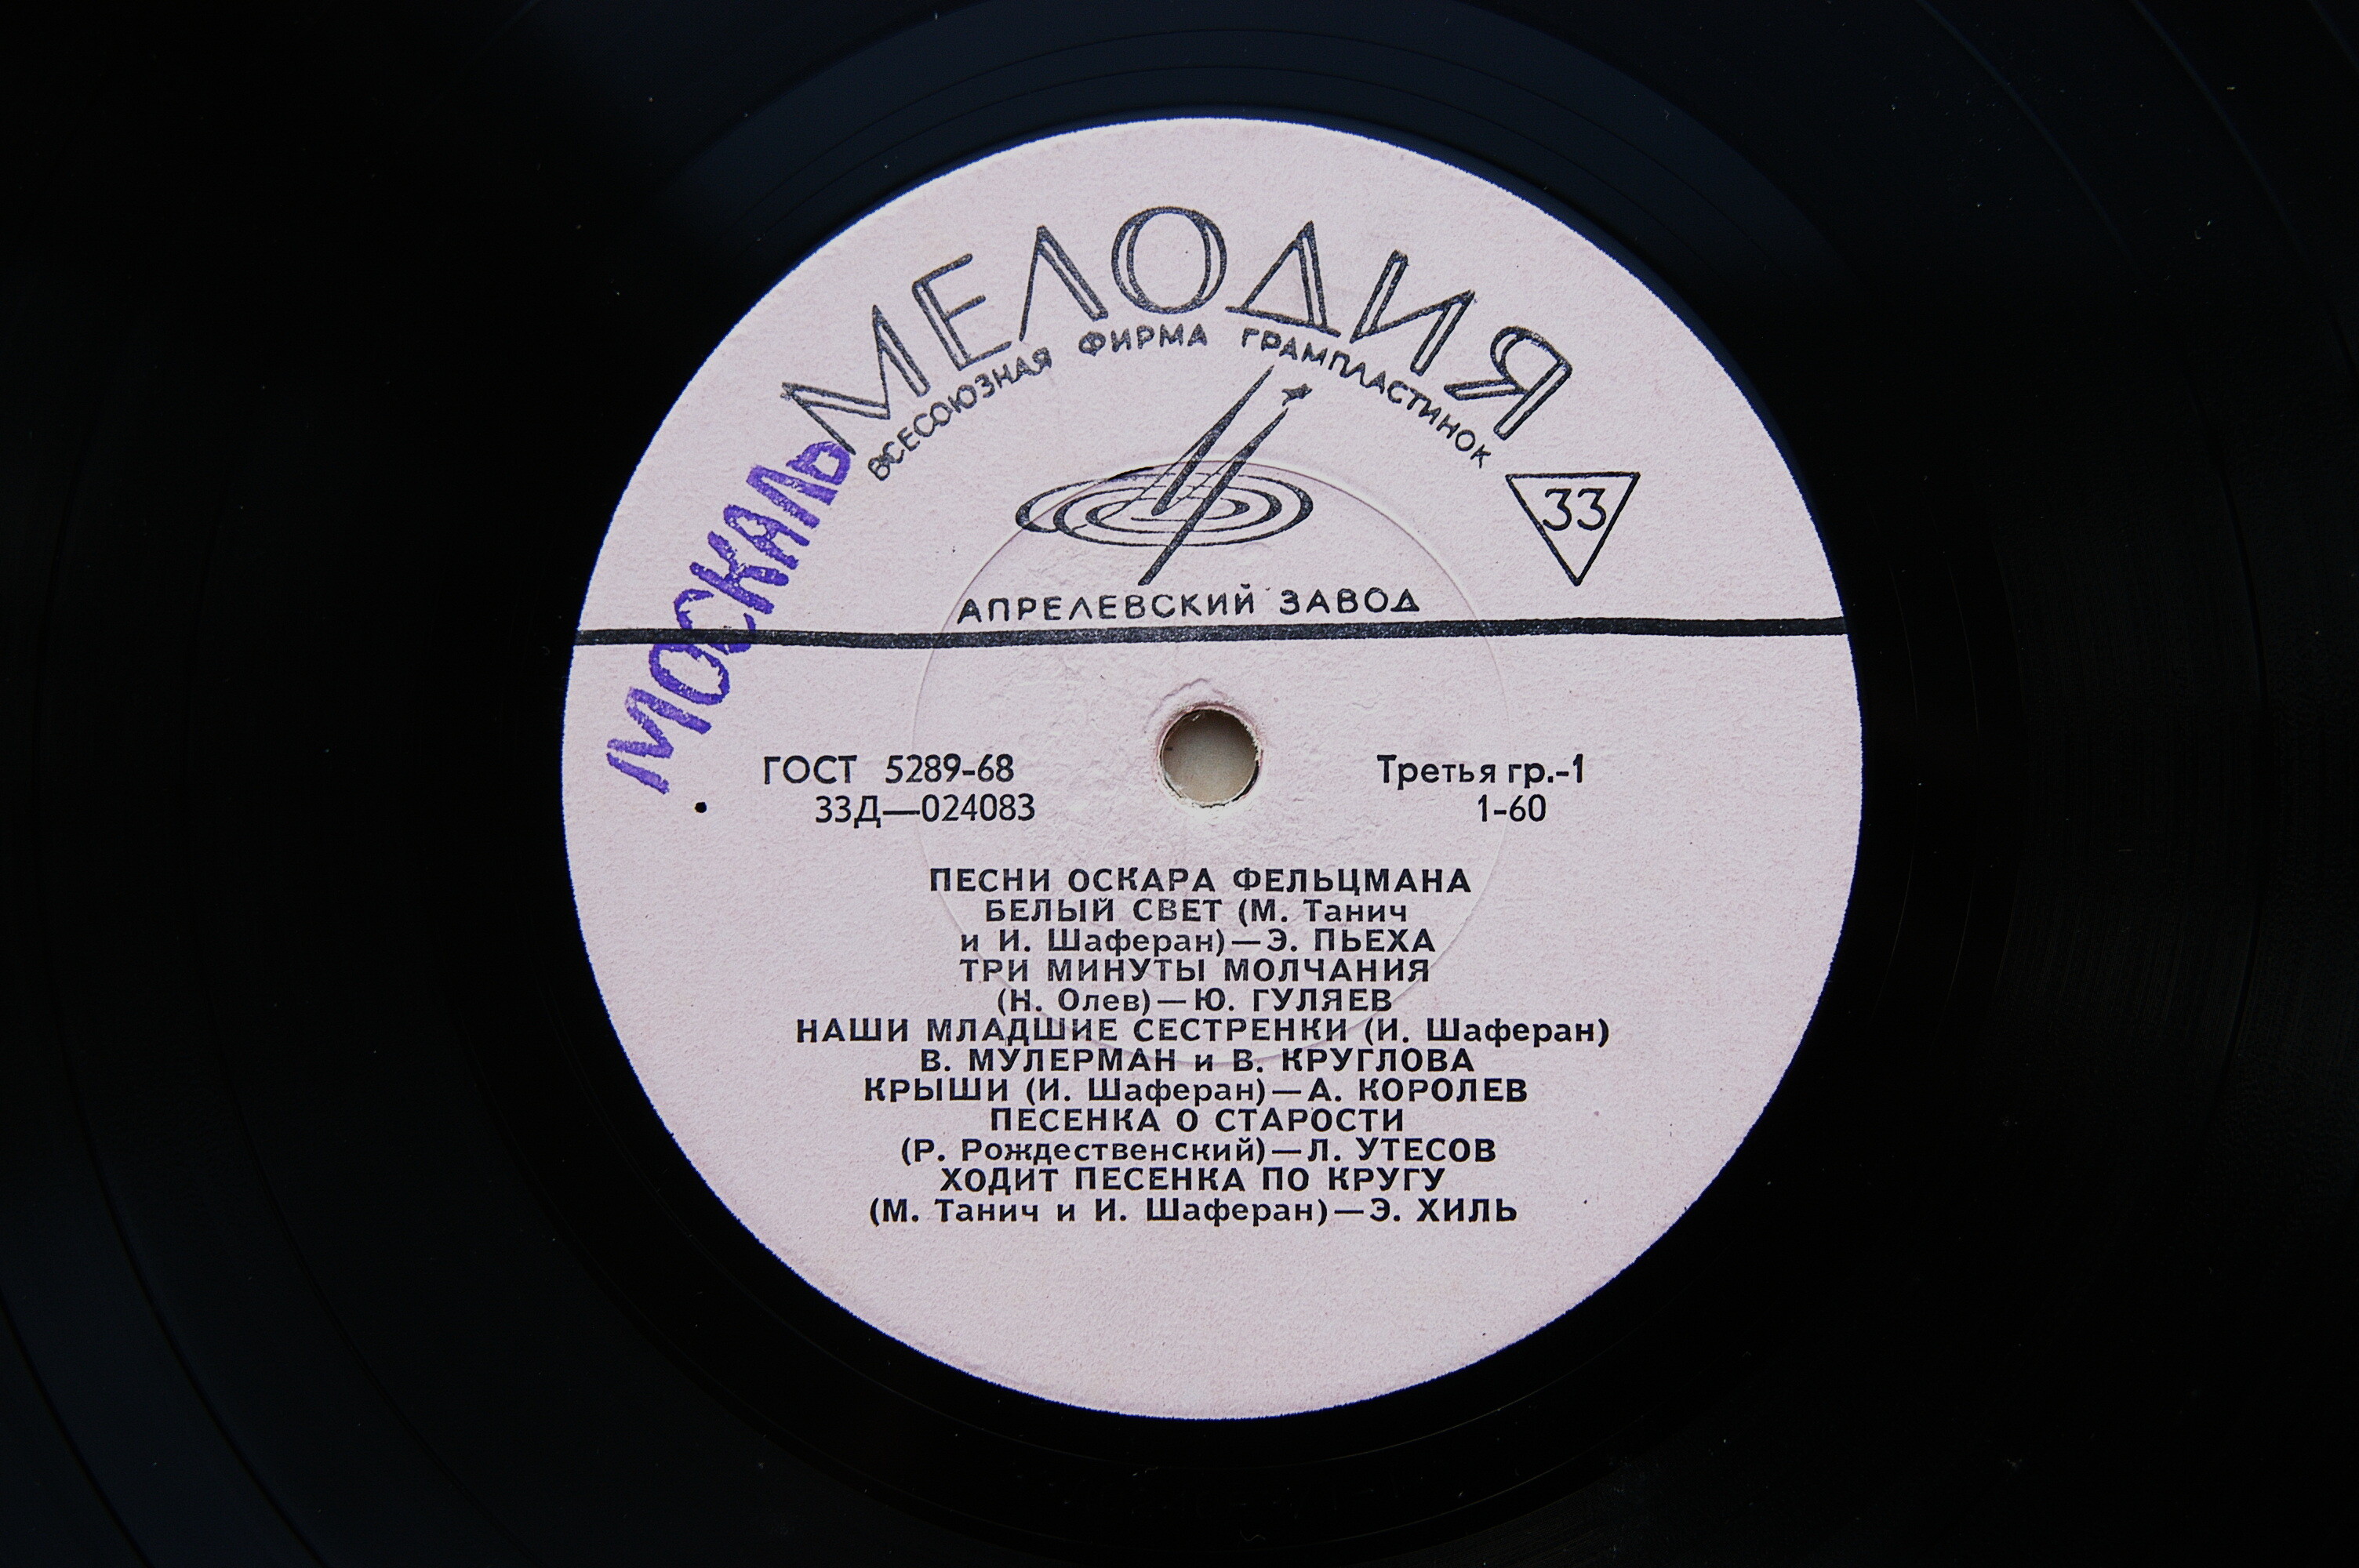 МЕЛОДИЯ
ВСЕСОЮЗНАЯ ФИРМА ГРАМПЛАСТИНОК
МОСКАЛЬ
33
АПРЕЛЕВСКИЙ ЗАВОД
ГОСТ 5289-68
33Д—024083
Третья гр.-1
1-60
ПЕСНИ ОСКАРА ФЕЛЬЦМАНА
БЕЛЫЙ СВЕТ (М. Танич
и И. Шаферан)—Э. ПЬЕХА
ТРИ МИНУТЫ МОЛЧАНИЯ
(Н. Олев)—Ю. ГУЛЯЕВ
НАШИ МЛАДШИЕ СЕСТРЕНКИ (И. Шаферан)
В. МУЛЕРМАН и В. КРУГЛОВА
КРЫШИ (И. Шаферан)—А. КОРОЛЕВ
ПЕСЕНКА О СТАРОСТИ
(Р. Рождественский)—Л. УТЕСОВ
ХОДИТ ПЕСЕНКА ПО КРУГУ
(М. Танич и И. Шаферан)—Э. ХИЛЬ